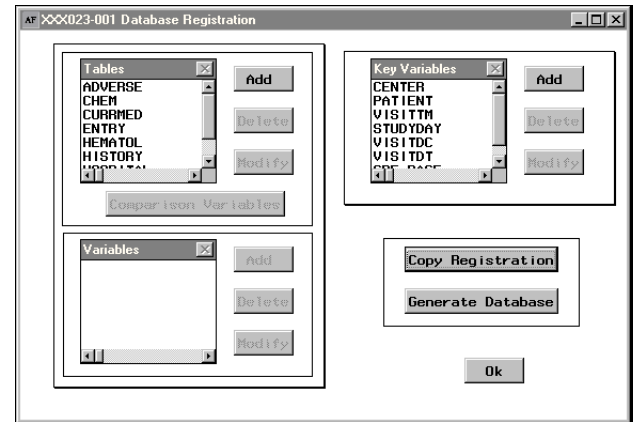 AF XXX023-001 Database Registration
Tables
ADVERSE
CHEM
CURRMED
ENTRY
HEMATOL
HISTORY
Add
Delete
Modify
Comparison Variables
Variables
Add
Delete
Modify
Key Variables
CENTER
PATIENT
VISITTM
STUDYDAY
VISITDC
VISITDT
Add
Delete
Modify
Copy Registration
Generate Database
Ok